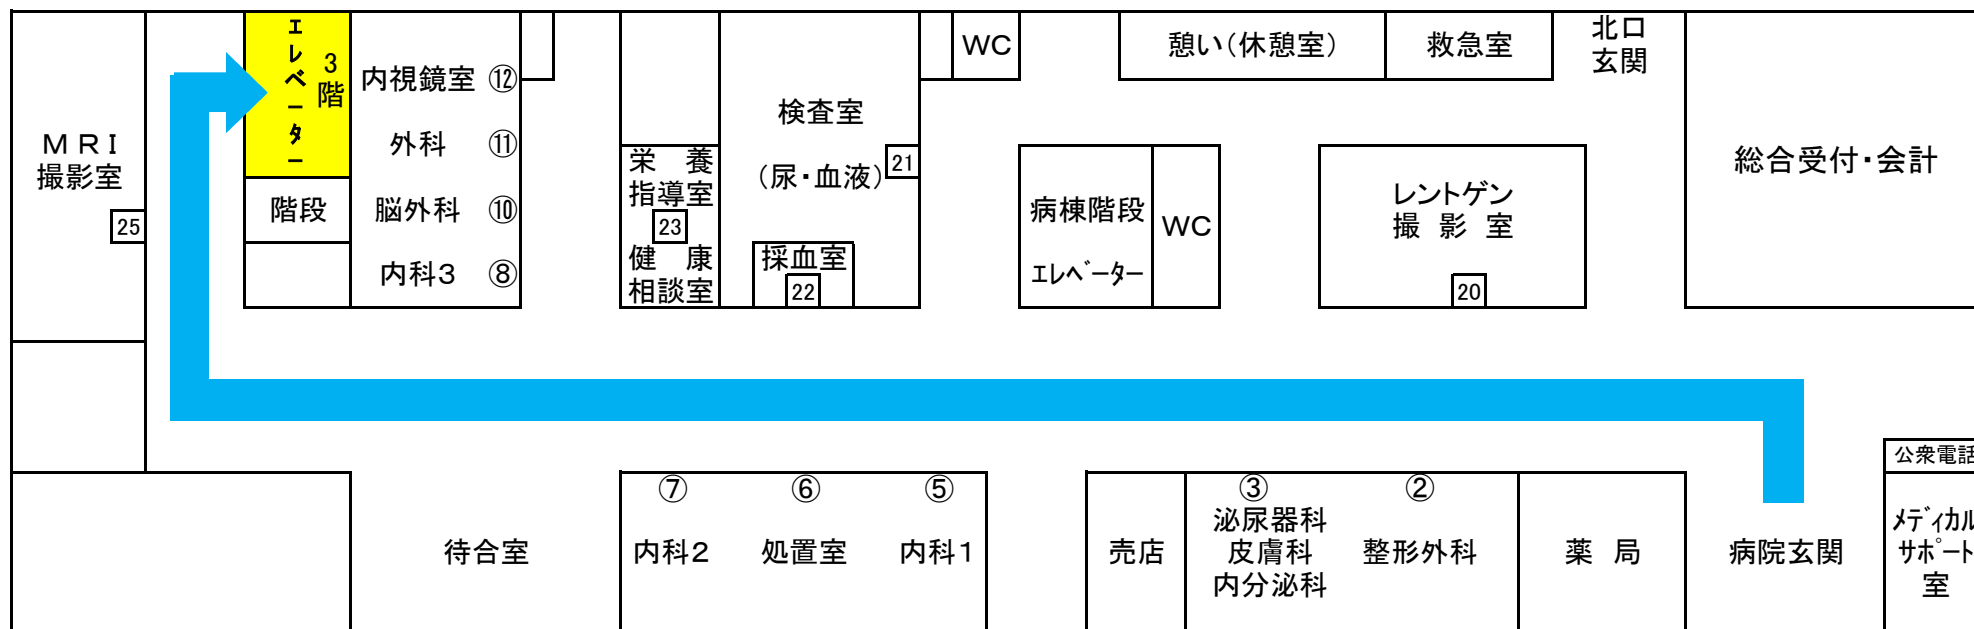 エレベーター
3
階
内視鏡室 ⑫
外科 ⑪
脳外科 ⑩
内科3 ⑧
階段
ＭＲＩ
撮影室
25
栄 養
指導室
23
健 康
相談室
検査室
（尿・血液）
21
採血室
22
WC
憩い（休憩室）
救急室
北口
玄関
病棟階段
エレベーター
WC
レントゲン
撮 影 室
20
総合受付・会計
公衆電話
待合室
⑦
内科2
⑥
処置室
⑤
内科1
売店
③
泌尿器科
皮膚科
内分泌科
②
整形外科
薬 局
病院玄関
メディカル
サポート
室